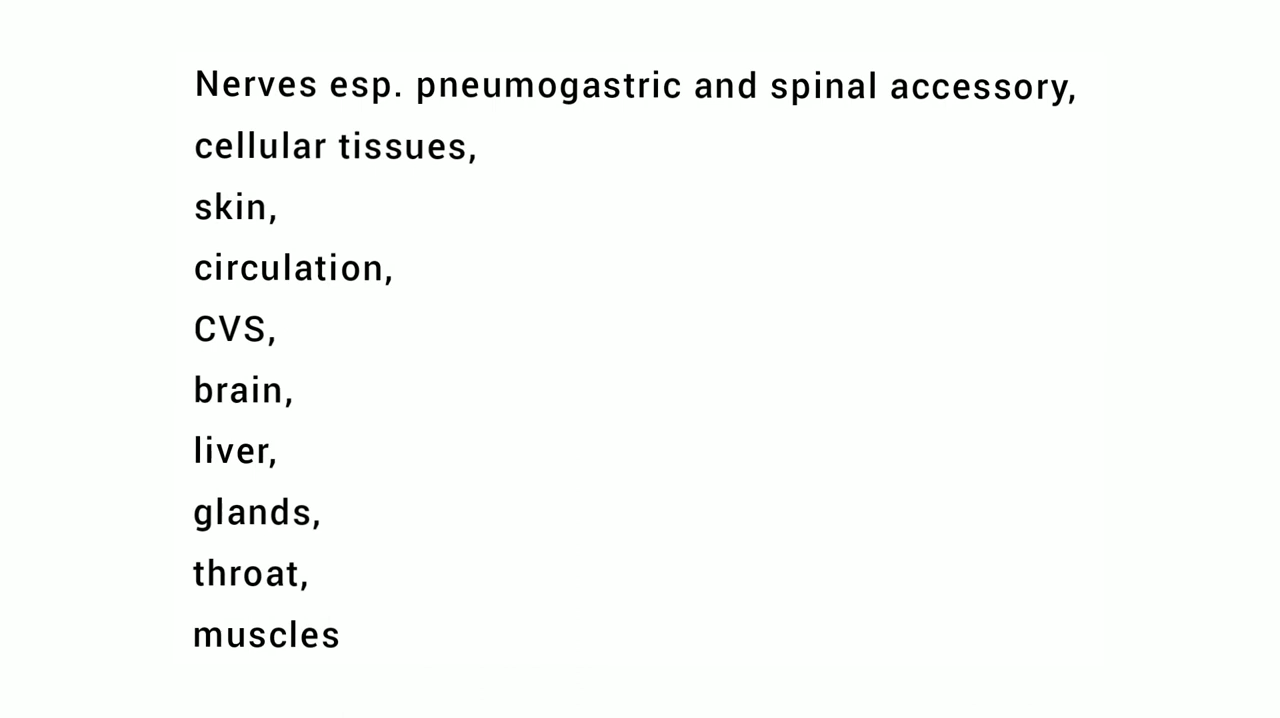 Nerves esp. pneumogastric and spinal accessory,
cellular tissues,
skin,
circulation,
CVS,
brain,
liver,
glands,
throat,
muscles